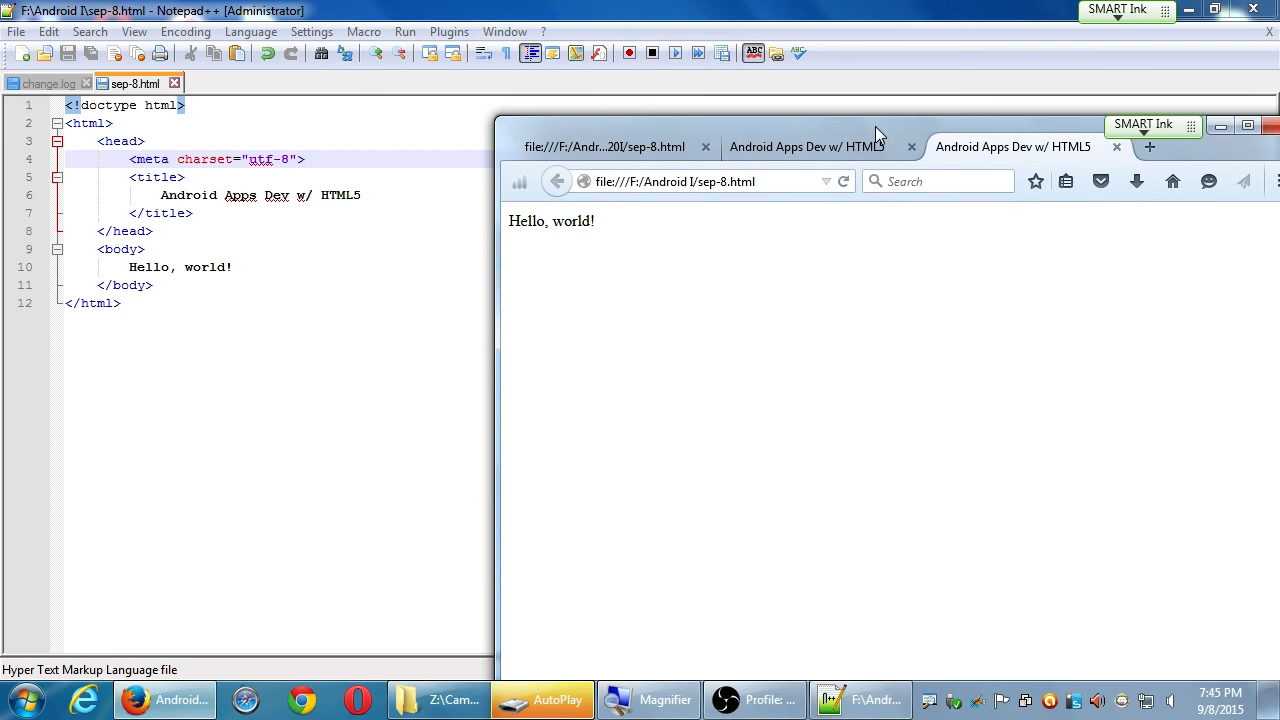 F:\Android I\sep-8.html - Notepad++ [Administrator]
SMART Ink
File Edit Search View Encoding Language Settings Macro Run Plugins Window ? X
change.log sep-8.html
1 <!doctype html>
2 <html>
3 <head>
4 <meta charset="utf-8">
5 <title>
6 Android Apps Dev w/ HTML5
7 </title>
8 </head>
9 <body>
10 Hello, world!
11 </body>
12 </html>
SMART Ink
file:///F:/Andr...20I/sep-8.html Android Apps Dev w/ HTML5 Android Apps Dev w/ HTML5
file:///F:/Android I/sep-8.html Search
Hello, world!
Hyper Text Markup Language file
Android... Z:\Cam... AutoPlay Magnifier Profile: ... F:\Andr...
7:45 PM
9/8/2015